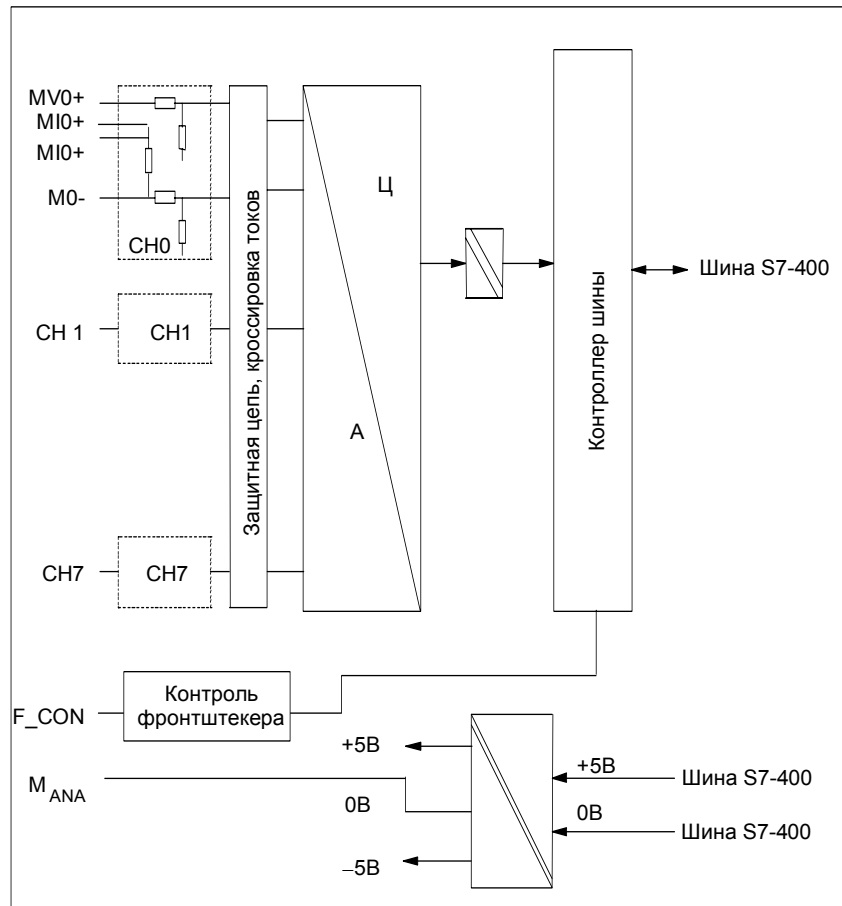 MV0+
MI0+
MI0+
M0-
CH0
CH 1
CH1
CH7
CH7
Защитная цепь, кроссировка токов
Ц
А
Контроллер шины
Шина S7-400
F_CON
Контроль
фронтштекера
M ANA
+5В
0В
–5В
+5В
Шина S7-400
0В
Шина S7-400